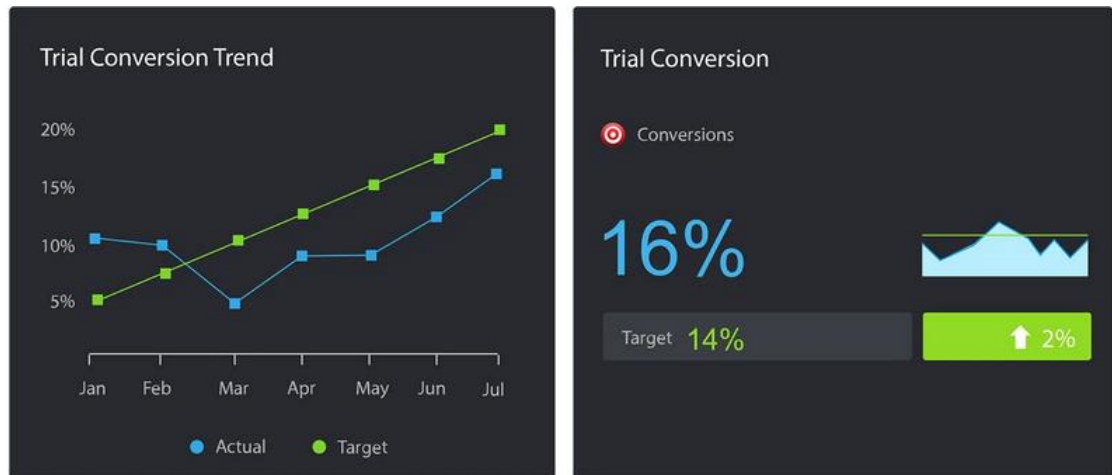 Trial Conversion Trend
20%
15%
10%
5%
Jan Feb Mar Apr May Jun Jul
Actual Target
Trial Conversion
Conversions
16%
Target 14%
2%